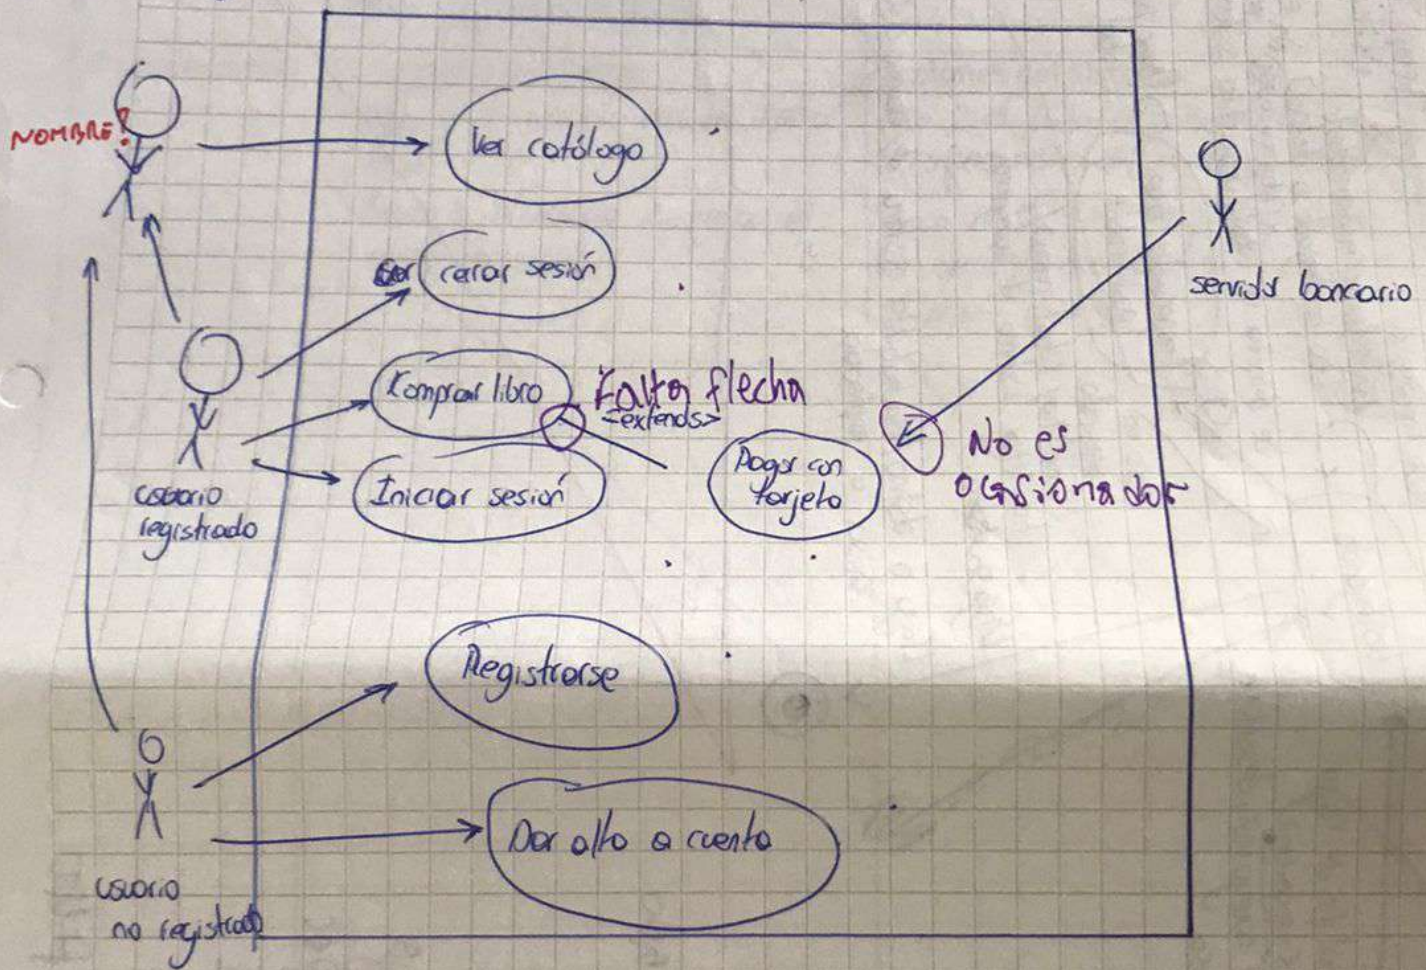 NOMBRE?
Ver catálogo
cerrar sesión
servidor bancario
Comprar libro
Falta flecha
<extends>
Iniciar sesión
Pagar con
tarjeta
No es
ocasionador
usuario
registrado
Registrarse
Dar alta a cuenta
usuario
no registrado